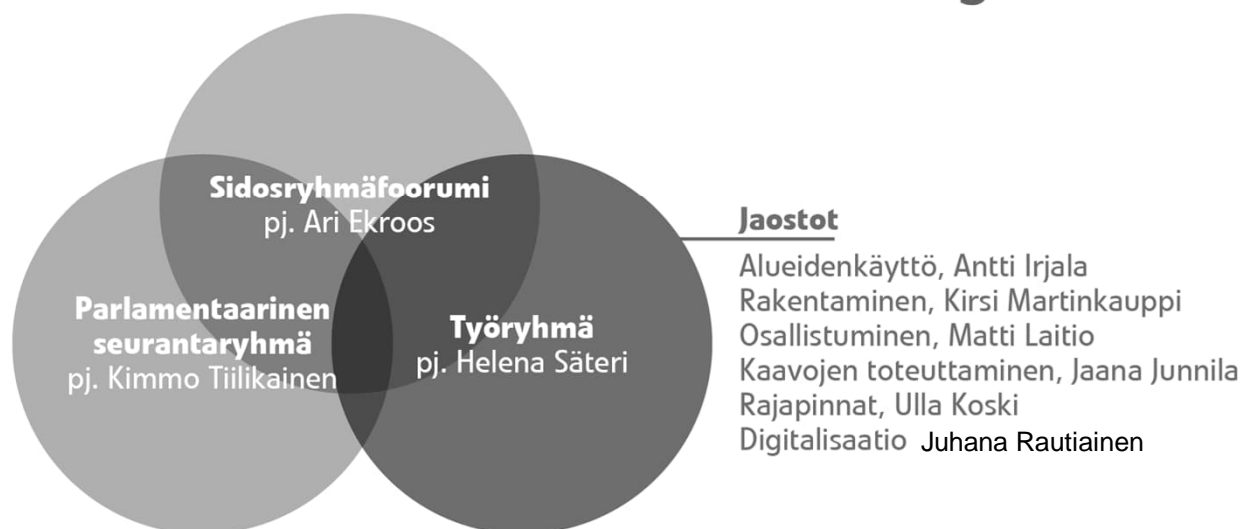 Sidosryhmäfoorumi
pj. Ari Ekroos
Parlamentaarinen
seurantaryhmä
pj. Kimmo Tiilikainen
Työryhmä
pj. Helena Säteri
Jaostot
Alueidenkäyttö, Antti Irjala
Rakentaminen, Kirsi Martinkauppi
Osallistuminen, Matti Laitio
Kaavojen toteuttaminen, Jaana Junnila
Rajapinnat, Ulla Koski
Digitalisaatio Juhana Rautiainen